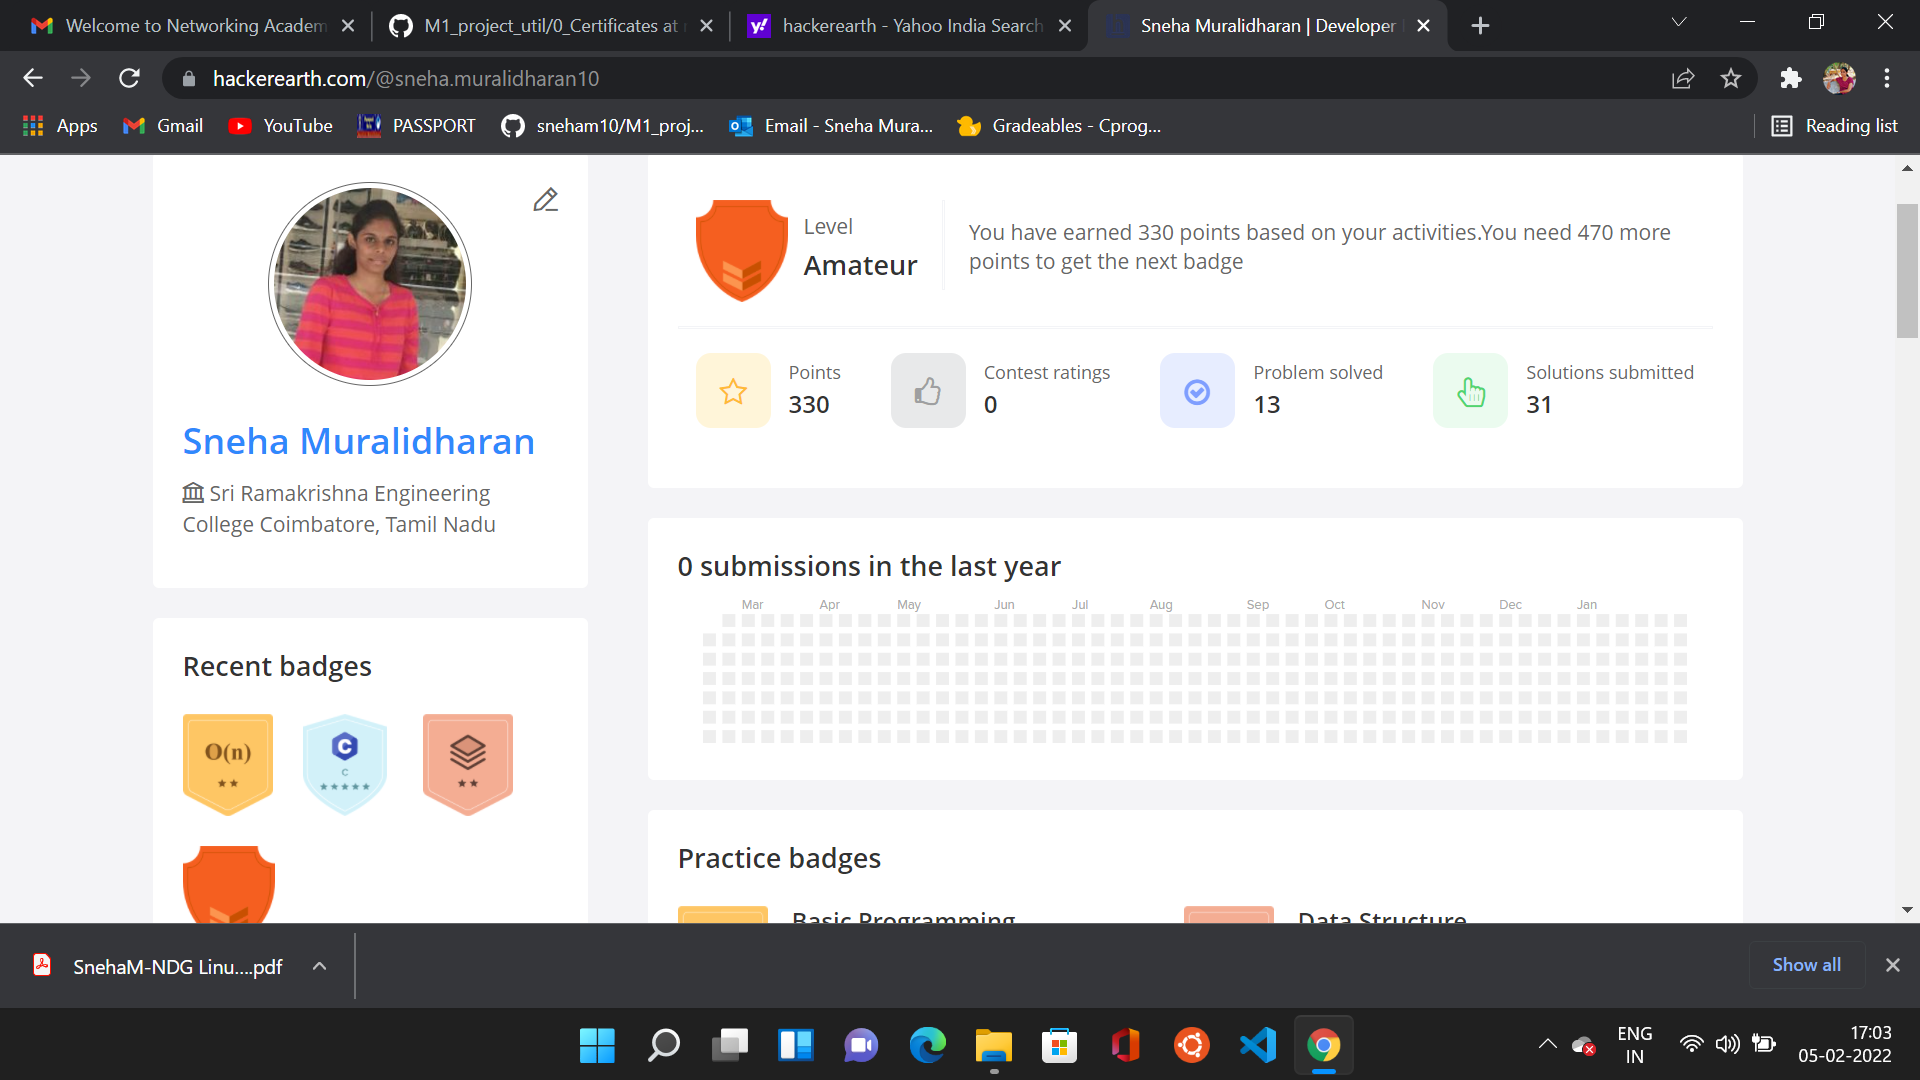 Welcome to Networking Academ
M1_project_util/0_Certificates at
hackerearth - Yahoo India Search
Sneha Muralidharan | Developer
hackerearth.com/@sneha.muralidharan10
Apps
Gmail
YouTube
PASSPORT
sneham10/M1_proj...
Email - Sneha Mura...
Gradeables - Cprog...
Reading list
Level
Amateur
You have earned 330 points based on your activities.You need 470 more
points to get the next badge
Points
330
Contest ratings
0
Problem solved
13
Solutions submitted
31
Sneha Muralidharan
Sri Ramakrishna Engineering
College Coimbatore, Tamil Nadu
0 submissions in the last year
Mar Apr May Jun Jul Aug Sep Oct Nov Dec Jan
Recent badges
O(n)
C
C
Practice badges
Basic Programming
Data Structure
SnehaM-NDG Linu....pdf
Show all
ENG
IN
17:03
05-02-2022